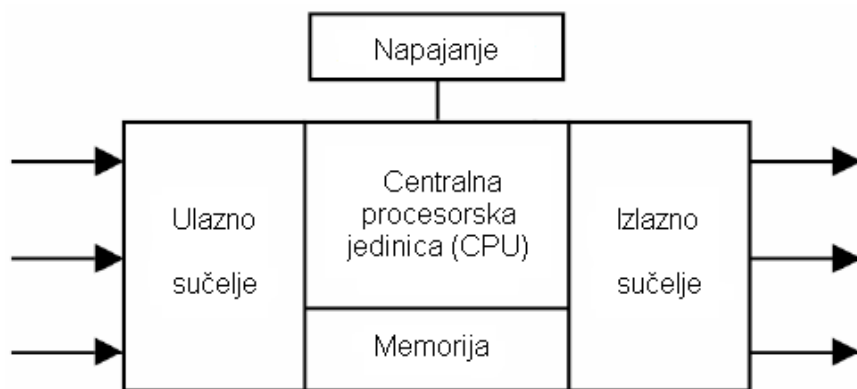 Napajanje
Ulazno
sučelje
Centralna
procesorska
jedinica (CPU)
Memorija
Izlazno
sučelje